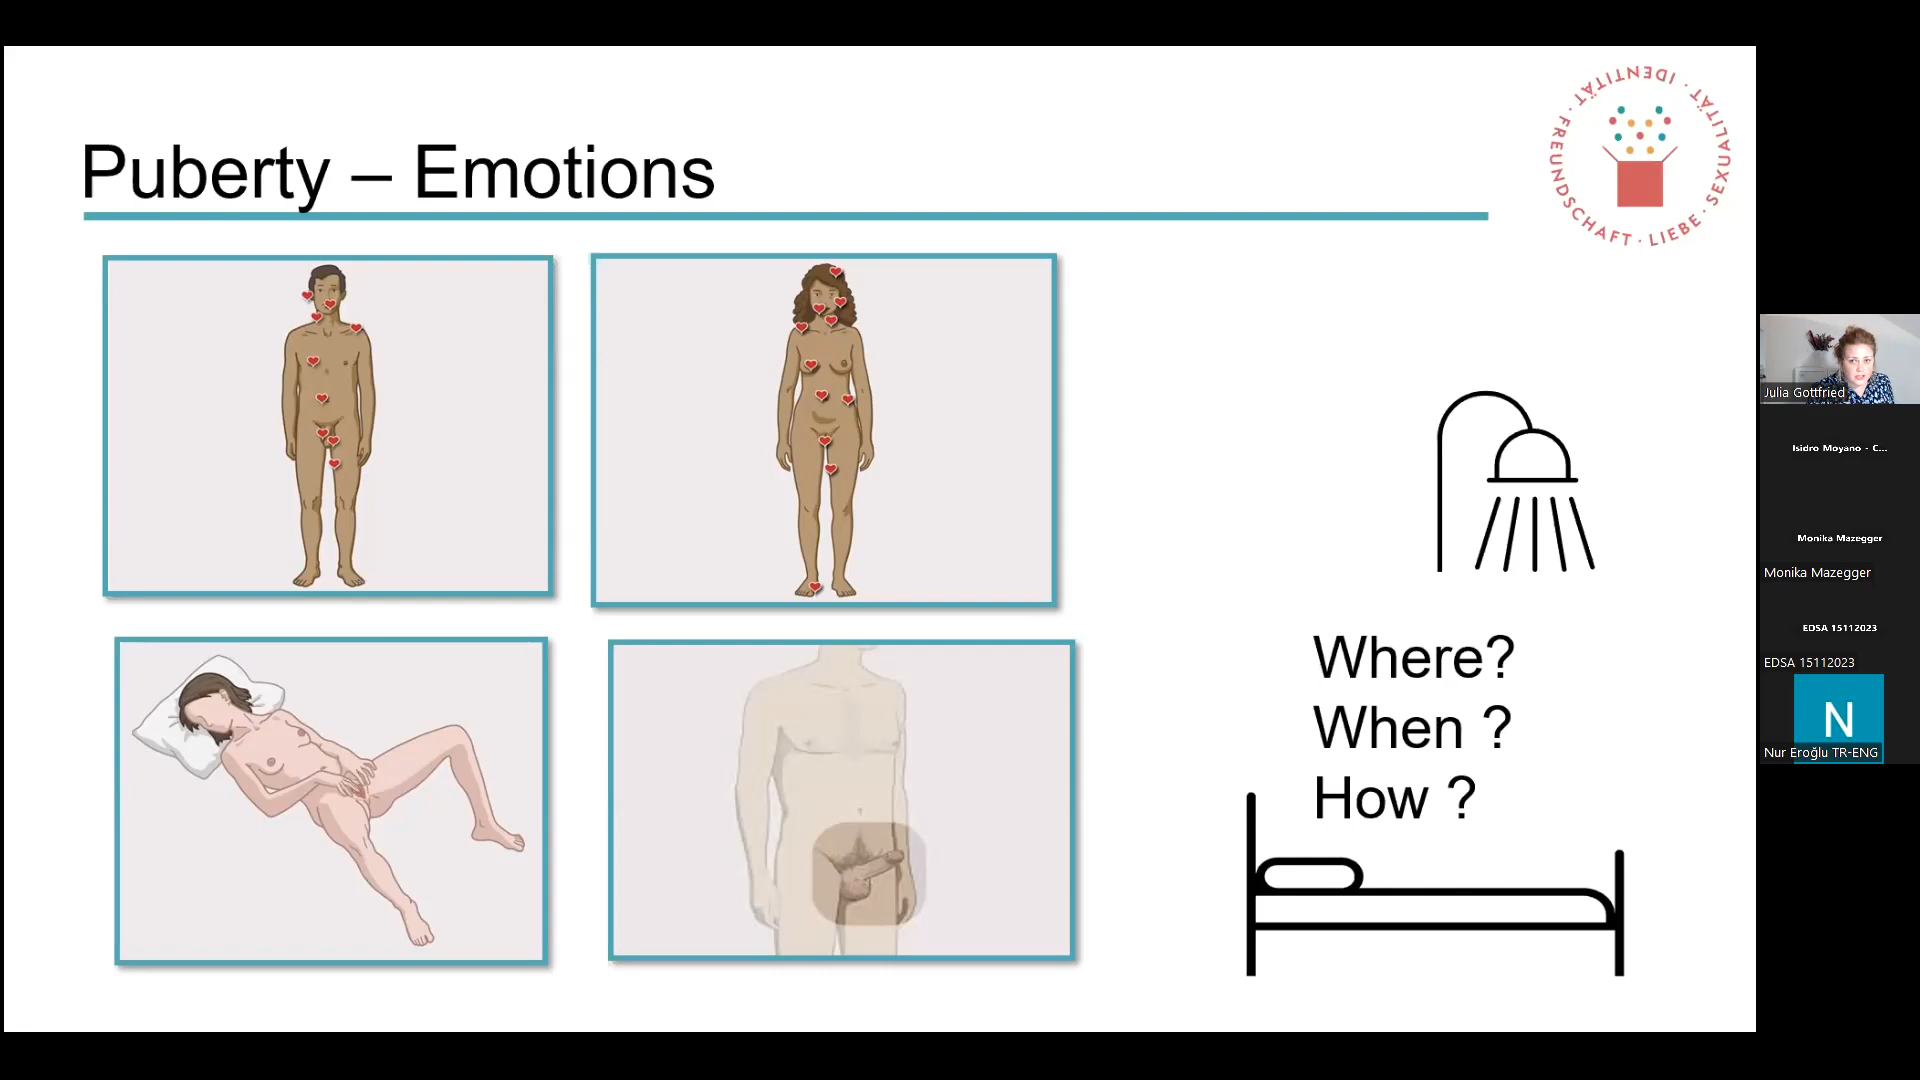 Puberty – Emotions
FREUNDSCHAFT · LIEBE · SEXUALITÄT · IDENTITÄT ·
Where?
When ?
How ?
Julia Gottfried
Isidro Moyano - C...
Monika Mazegger
Monika Mazegger
EDSA 15112023
EDSA 15112023
N
Nur Eroğlu TR-ENG